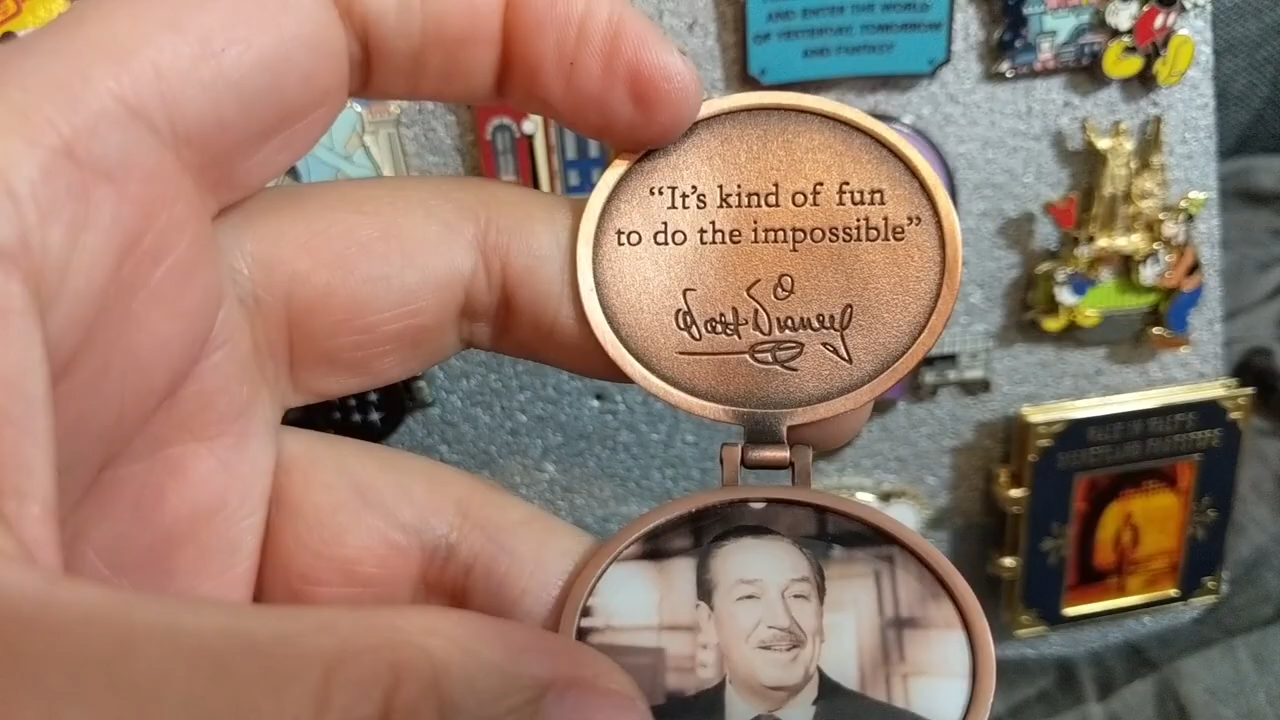 AND ENTER THE WORLD
OF YESTERDAY, TOMORROW
AND FANTASY
“It’s kind of fun
to do the impossible”
Walt Disney